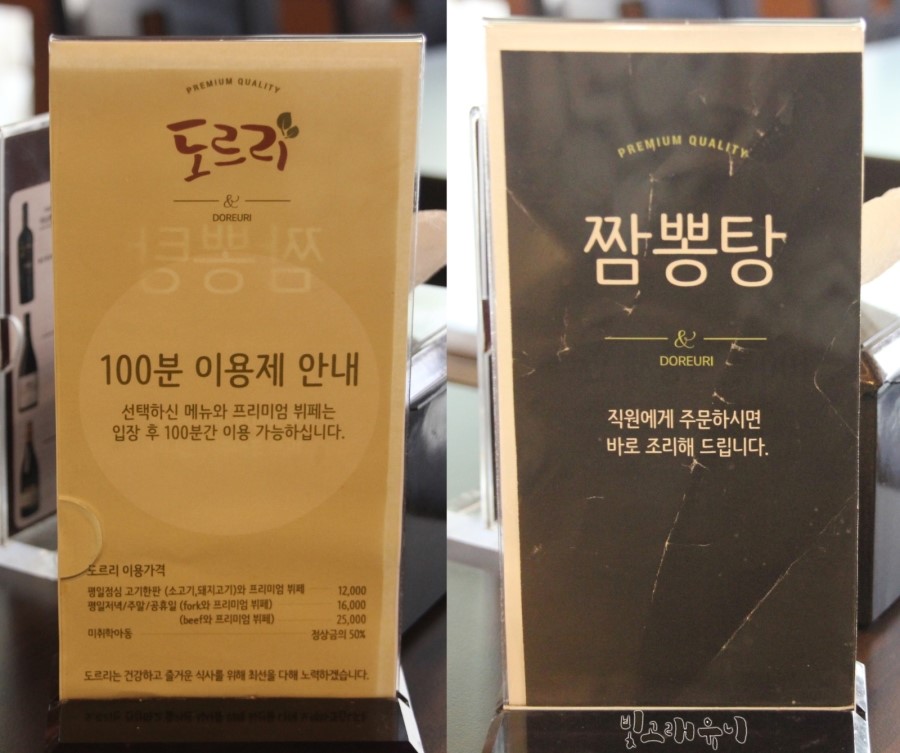 PREMIUM QUALITY
도르리
&
DOREURI
100분 이용제 안내
선택하신 메뉴와 프리미엄 뷔페는
입장 후 100분간 이용 가능하십니다.
도르리 이용가격
평일점심 고기한판 (소고기,돼지고기)와 프리미엄 뷔페 12,000
평일저녁/주말/공휴일 (fork와 프리미엄 뷔페) 16,000
(beef와 프리미엄 뷔페) 25,000
미취학아동 정상금의 50%
도르리는 건강하고 즐거운 식사를 위해 최선을 다해 노력하겠습니다.
PREMIUM QUALITY
짬뽕탕
&
DOREURI
직원에게 주문하시면
바로 조리해 드립니다.
빛고래유니